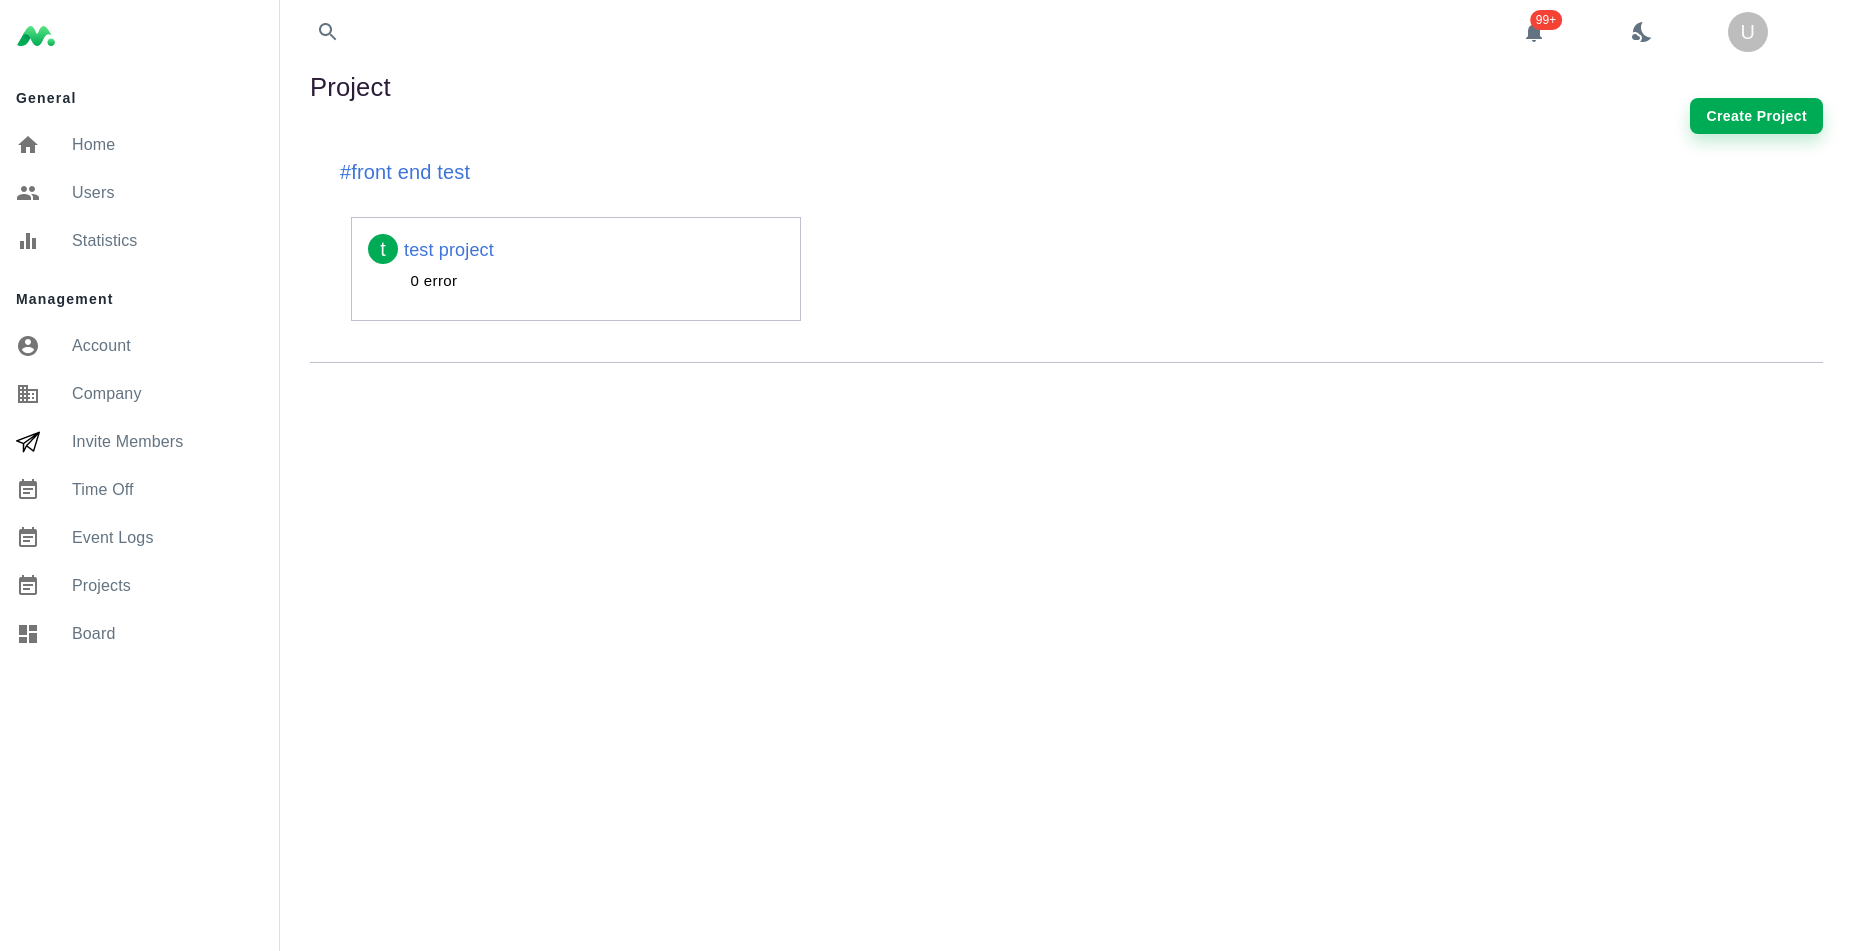 General
Home
Users
Statistics
Management
Account
Company
Invite Members
Time Off
Event Logs
Projects
Board
99+
U
Project
Create Project
#front end test
t
test project
0 error